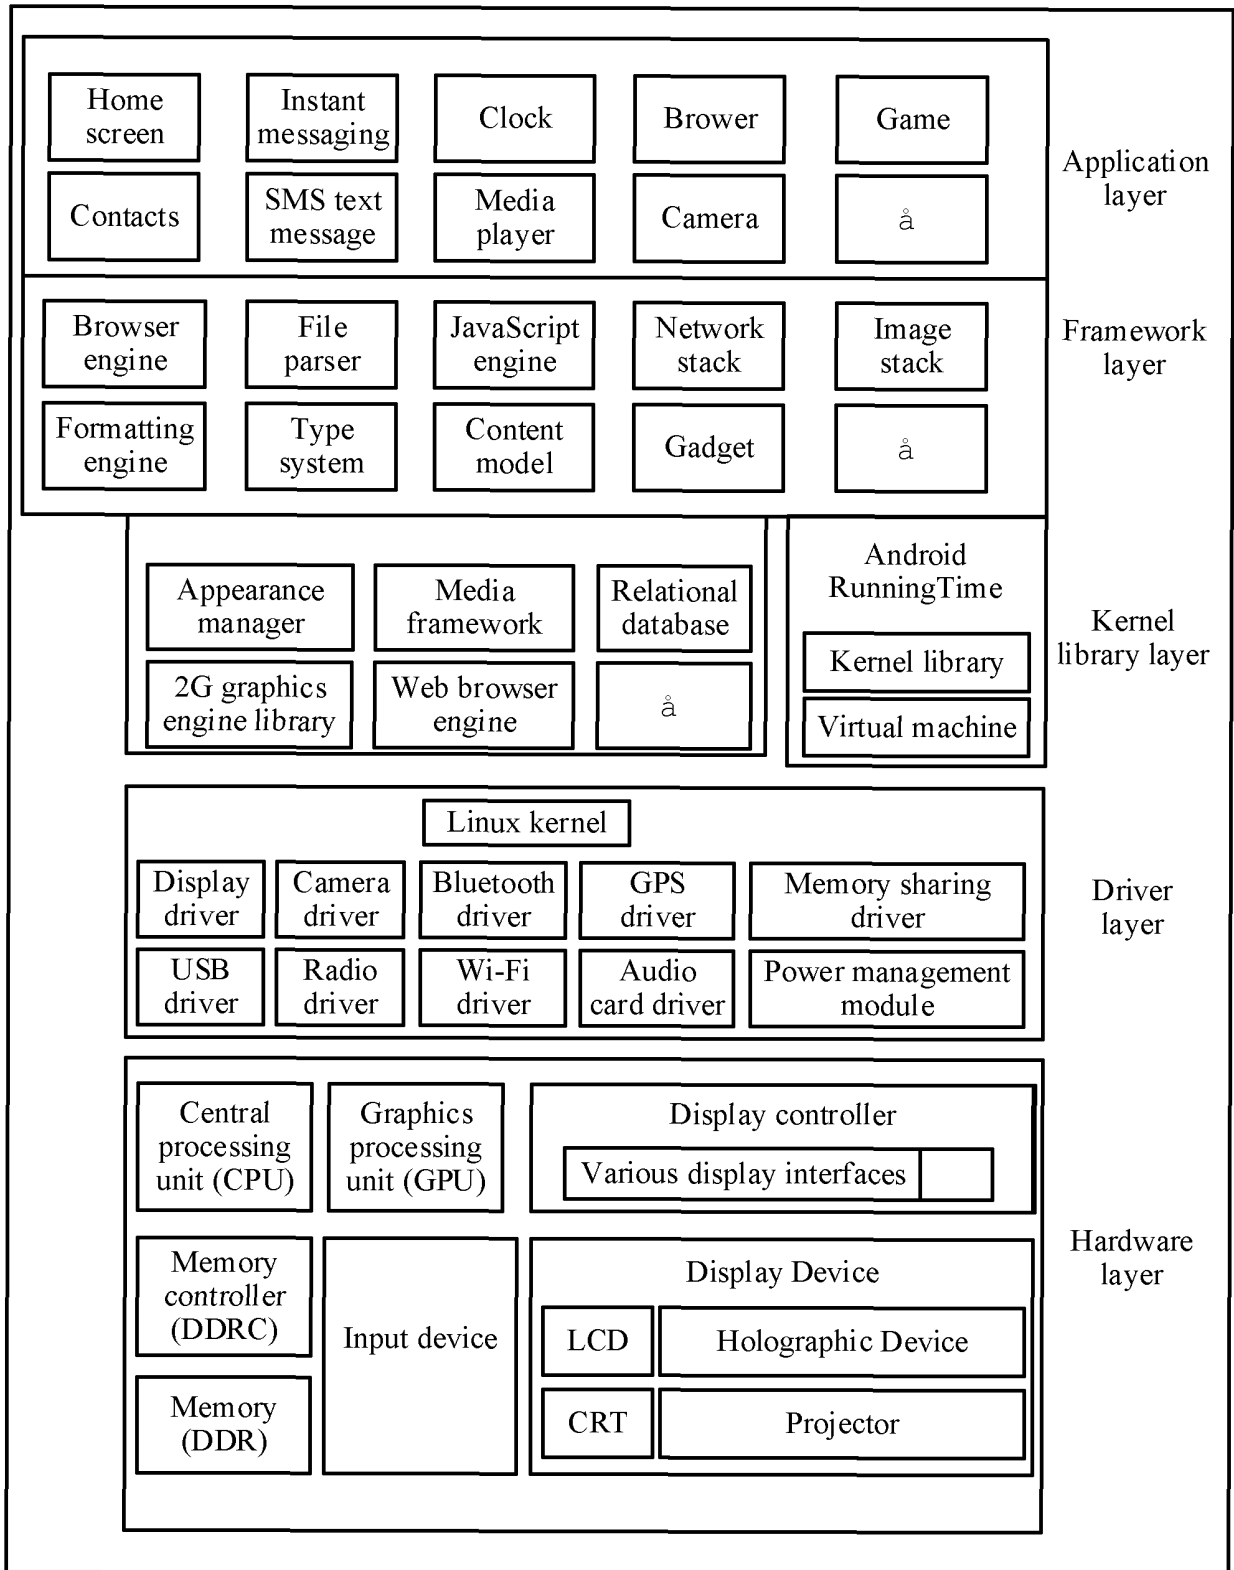 Home
screen
Instant
messaging
Clock
Brower
Game
Contacts
SMS text
message
Media
player
Camera
å
Application
layer
Browser
engine
File
parser
JavaScript
engine
Network
stack
Image
stack
Formatting
engine
Type
system
Content
model
Gadget
å
Framework
layer
Appearance
manager
Media
framework
Relational
database
2G graphics
engine library
Web browser
engine
å
Android
RunningTime
Kernel library
Virtual machine
Kernel
library layer
Linux kernel
Display
driver
Camera
driver
Bluetooth
driver
GPS
driver
Memory sharing
driver
USB
driver
Radio
driver
Wi-Fi
driver
Audio
card driver
Power management
module
Driver
layer
Central
processing
unit (CPU)
Graphics
processing
unit (GPU)
Display controller
Various display interfaces
Memory
controller
(DDRC)
Memory
(DDR)
Input device
Display Device
LCD
Holographic Device
CRT
Projector
Hardware
layer